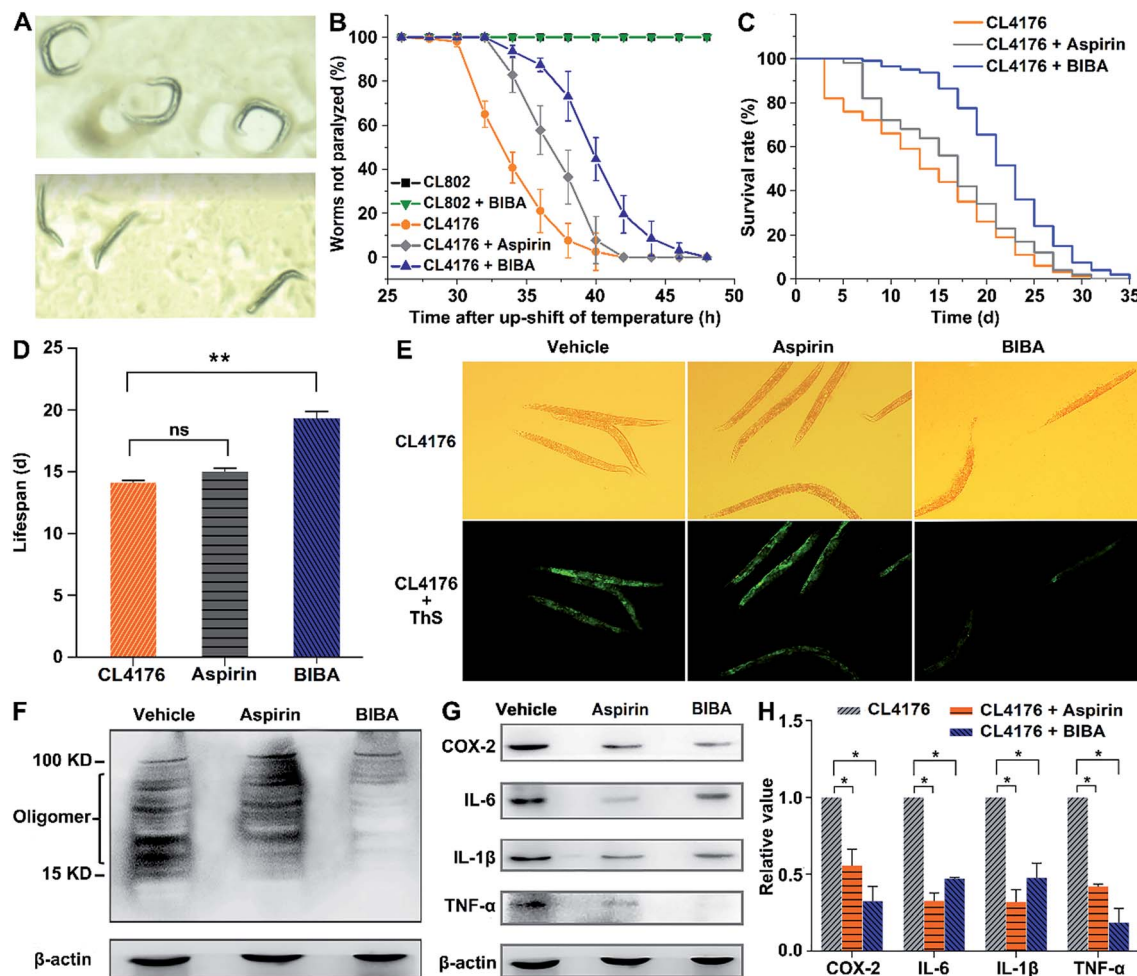 A
B
100
80
60
40
20
0
Worms not paralyzed (%)
CL802
CL802 + BIBA
CL4176
CL4176 + Aspirin
CL4176 + BIBA
25 30 35 40 45 50
Time after up-shift of temperature (h)
C
CL4176
CL4176 + Aspirin
CL4176 + BIBA
100
80
60
40
20
0
Survival rate (%)
0 5 10 15 20 25 30 35
Time (d)
D
25
20
15
10
5
0
Lifespan (d)
**
ns
CL4176 Aspirin BIBA
E
Vehicle Aspirin BIBA
CL4176
CL4176
+
ThS
F
Vehicle Aspirin BIBA
100 KD
Oligomer
15 KD
β-actin
G
Vehicle Aspirin BIBA
COX-2
IL-6
IL-1β
TNF-α
β-actin
H
CL4176
CL4176 + Aspirin
CL4176 + BIBA
1.5
1.0
0.5
0.0
Relative value
* * * *
* * * *
COX-2 IL-6 IL-1β TNF-α